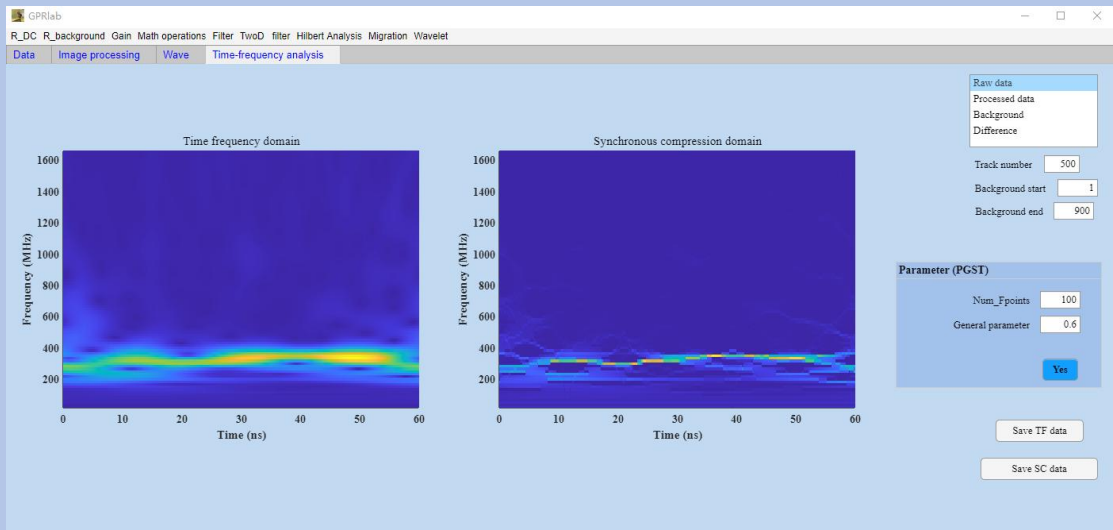 GPRlab
R_DC R_background Gain Math operations Filter TwoD filter Hilbert Analysis Migration Wavelet
Data Image processing Wave Time-frequency analysis
Raw data
Processed data
Background
Difference
Track number 500
Background start 1
Background end 900
Time frequency domain
1600
1400
1200
1000
800
600
400
200
Frequency (MHz)
0 10 20 30 40 50 60
Time (ns)
Synchronous compression domain
1600
1400
1200
1000
800
600
400
200
Frequency (MHz)
0 10 20 30 40 50 60
Time (ns)
Parameter (PGST)
Num_Fpoints 100
General parameter 0.6
Yes
Save TF data
Save SC data